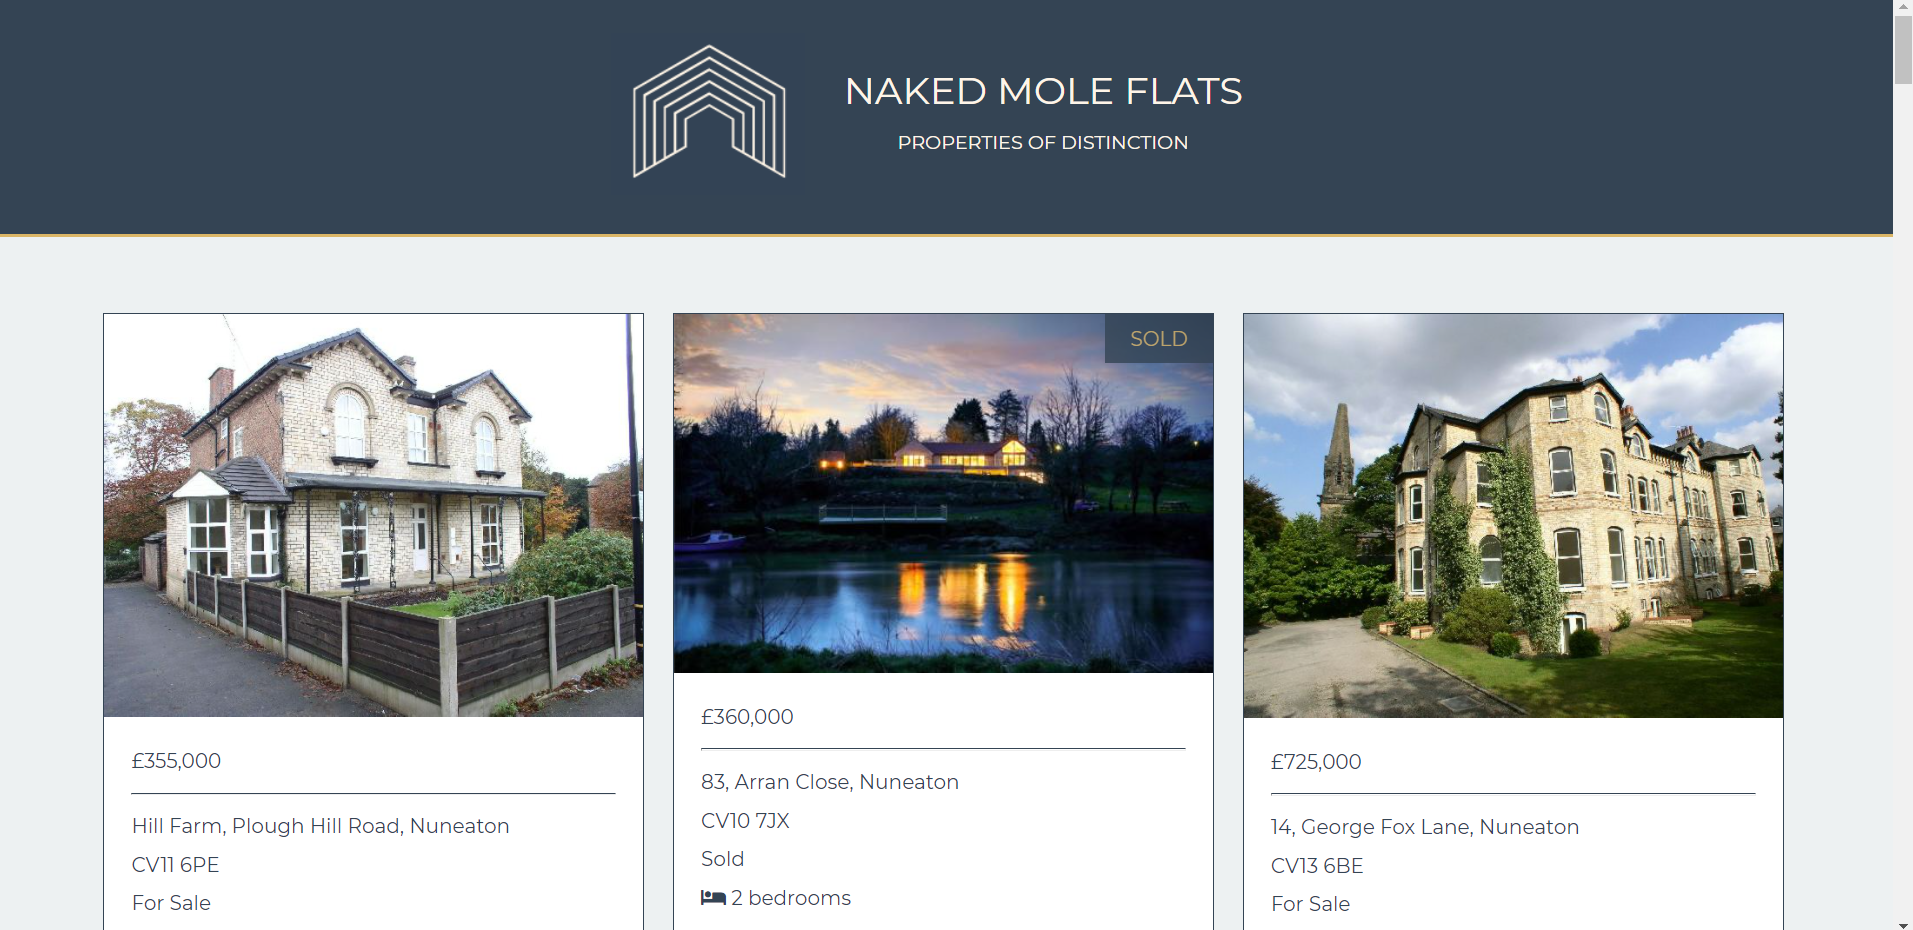 NAKED MOLE FLATS
PROPERTIES OF DISTINCTION
£355,000
Hill Farm, Plough Hill Road, Nuneaton
CV11 6PE
For Sale
SOLD
£360,000
83, Arran Close, Nuneaton
CV10 7JX
Sold
2 bedrooms
£725,000
14, George Fox Lane, Nuneaton
CV13 6BE
For Sale